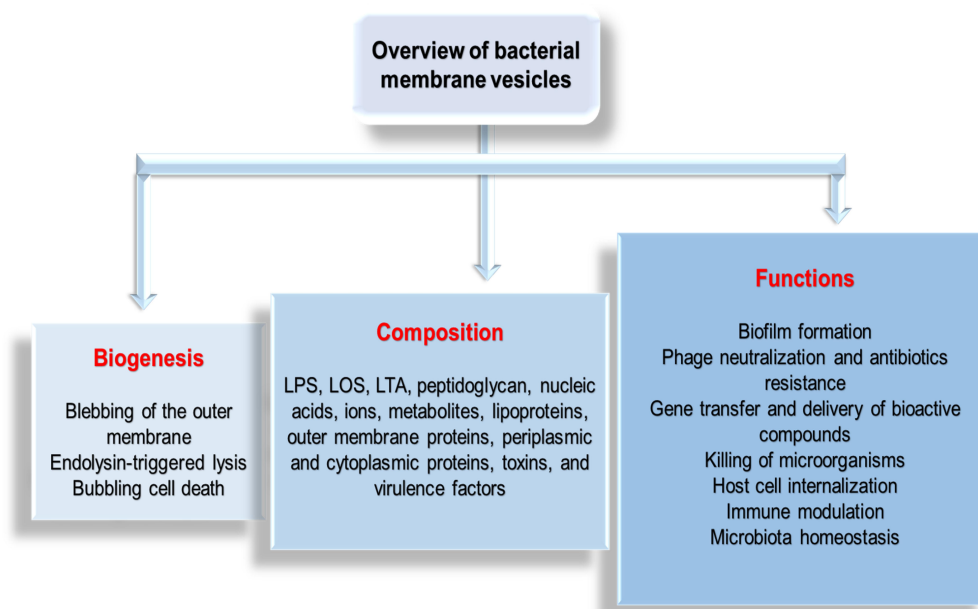 Overview of bacterial
membrane vesicles
Biogenesis
Blebbing of the outer
membrane
Endolysin-triggered lysis
Bubbling cell death
Composition
LPS, LOS, LTA, peptidoglycan, nucleic
acids, ions, metabolites, lipoproteins,
outer membrane proteins, periplasmic
and cytoplasmic proteins, toxins, and
virulence factors
Functions
Biofilm formation
Phage neutralization and antibiotics
resistance
Gene transfer and delivery of bioactive
compounds
Killing of microorganisms
Host cell internalization
Immune modulation
Microbiota homeostasis